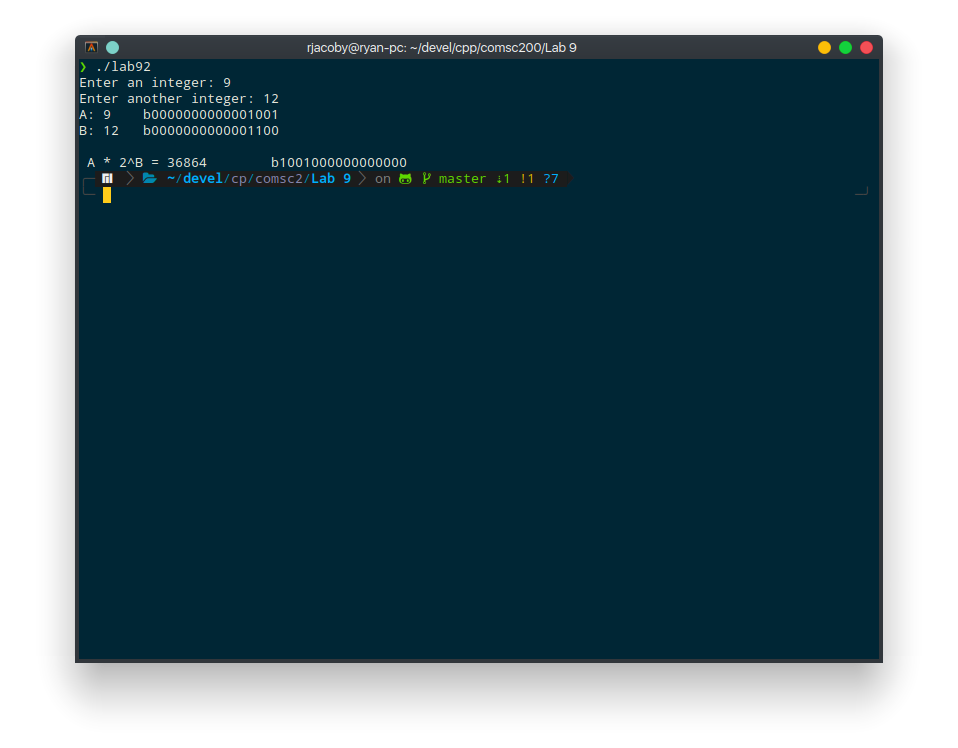 rjacoby@ryan-pc: ~/devel/cpp/comsc200/Lab 9
❯ ./lab92
Enter an integer: 9
Enter another integer: 12
A: 9    b0000000000001001
B: 12   b0000000000001100
A * 2^B = 36864        b1001000000000000
~/devel/cp/comsc2/Lab 9 on master ⇣1 !1 ?7